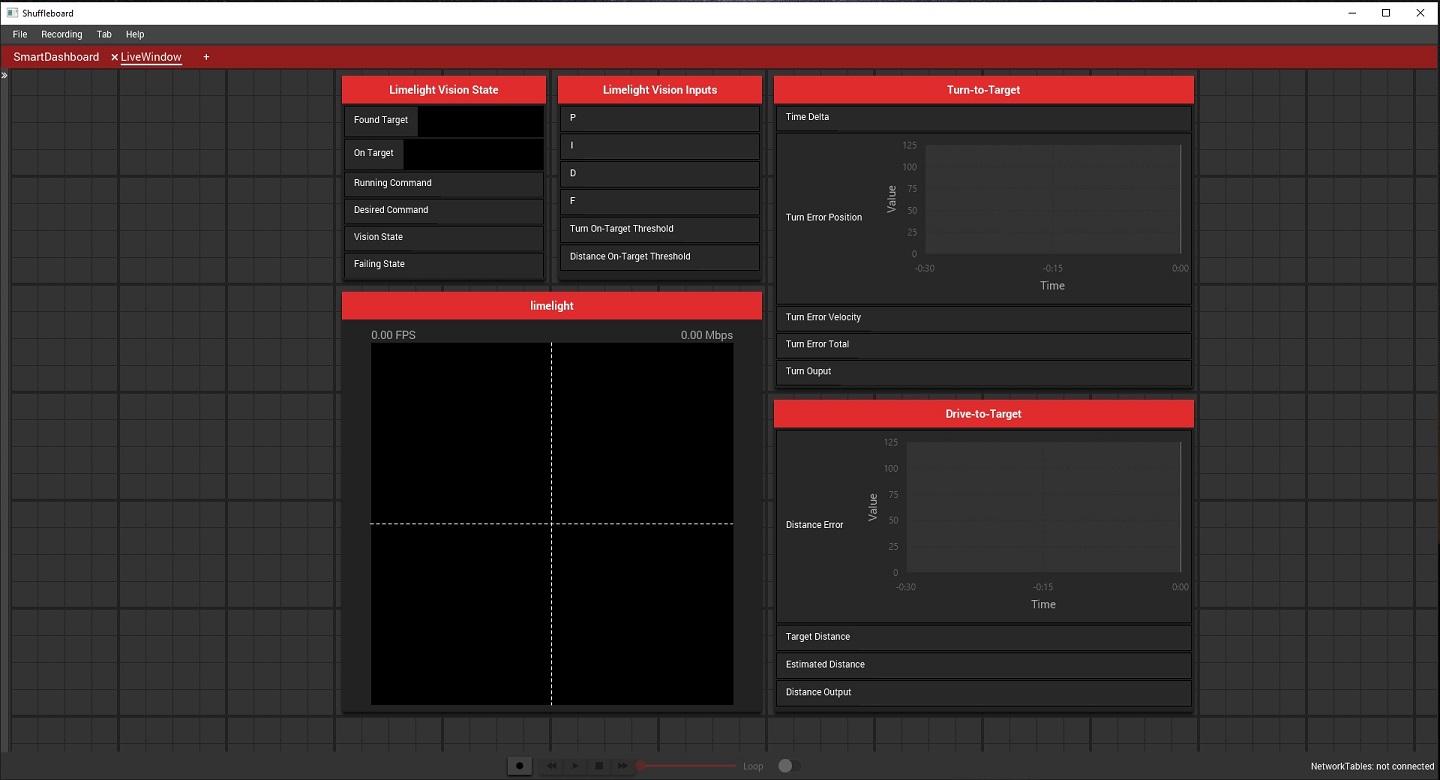 Shuffleboard
File Recording Tab Help
SmartDashboard × LiveWindow +
»
Limelight Vision State
Found Target
On Target
Running Command
Desired Command
Vision State
Failing State
Limelight Vision Inputs
P
I
D
F
Turn On-Target Threshold
Distance On-Target Threshold
limelight
0.00 FPS 0.00 Mbps
Turn-to-Target
Time Delta
Turn Error Position
Value
125
100
75
50
25
0
-0:30 -0:15 0:00
Time
Turn Error Velocity
Turn Error Total
Turn Ouput
Drive-to-Target
Distance Error
Value
125
100
75
50
25
0
-0:30 -0:15 0:00
Time
Target Distance
Estimated Distance
Distance Output
Loop
NetworkTables: not connected